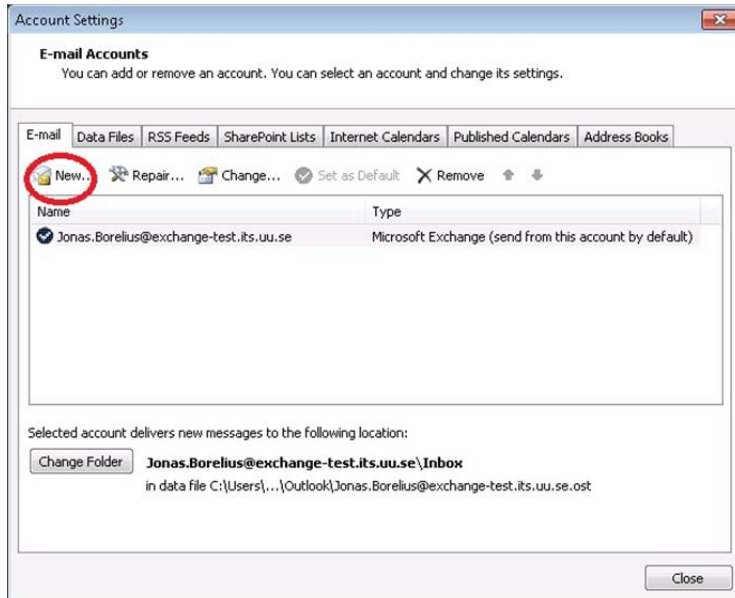 Account Settings
E-mail Accounts
You can add or remove an account. You can select an account and change its settings.
E-mail Data Files RSS Feeds SharePoint Lists Internet Calendars Published Calendars Address Books
New... Repair... Change... Set as Default Remove
Name Type
Jonas.Borelius@exchange-test.its.uu.se Microsoft Exchange (send from this account by default)
Selected account delivers new messages to the following location:
Change Folder Jonas.Borelius@exchange-test.its.uu.se\Inbox
in data file C:\Users\...\Outlook\Jonas.Borelius@exchange-test.its.uu.se.ost
Close